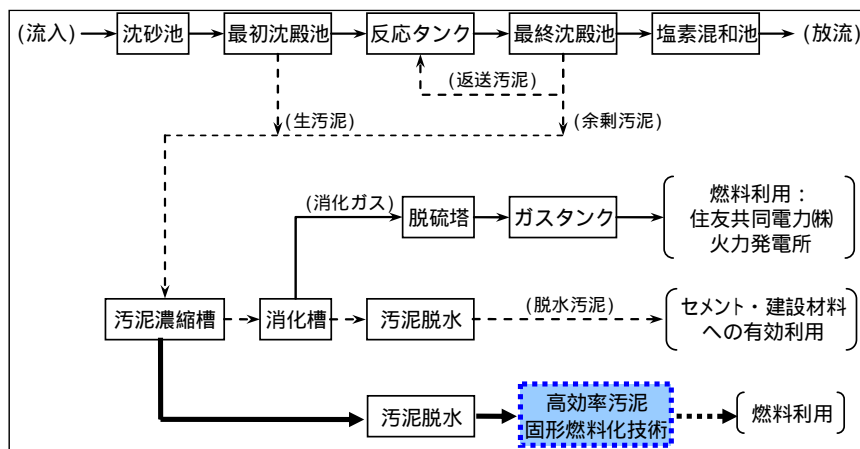 (流入)
沈砂池
最初沈殿池
反応タンク
最終沈殿池
塩素混和池
(放流)
(返送汚泥)
(生汚泥)
(余剰汚泥)
(消化ガス)
脱硫塔
ガスタンク
燃料利用：
住友共同電力㈱
火力発電所
汚泥濃縮槽
消化槽
汚泥脱水
(脱水汚泥)
セメント・建設材料
への有効利用
汚泥脱水
高効率汚泥
固形燃料化技術
燃料利用